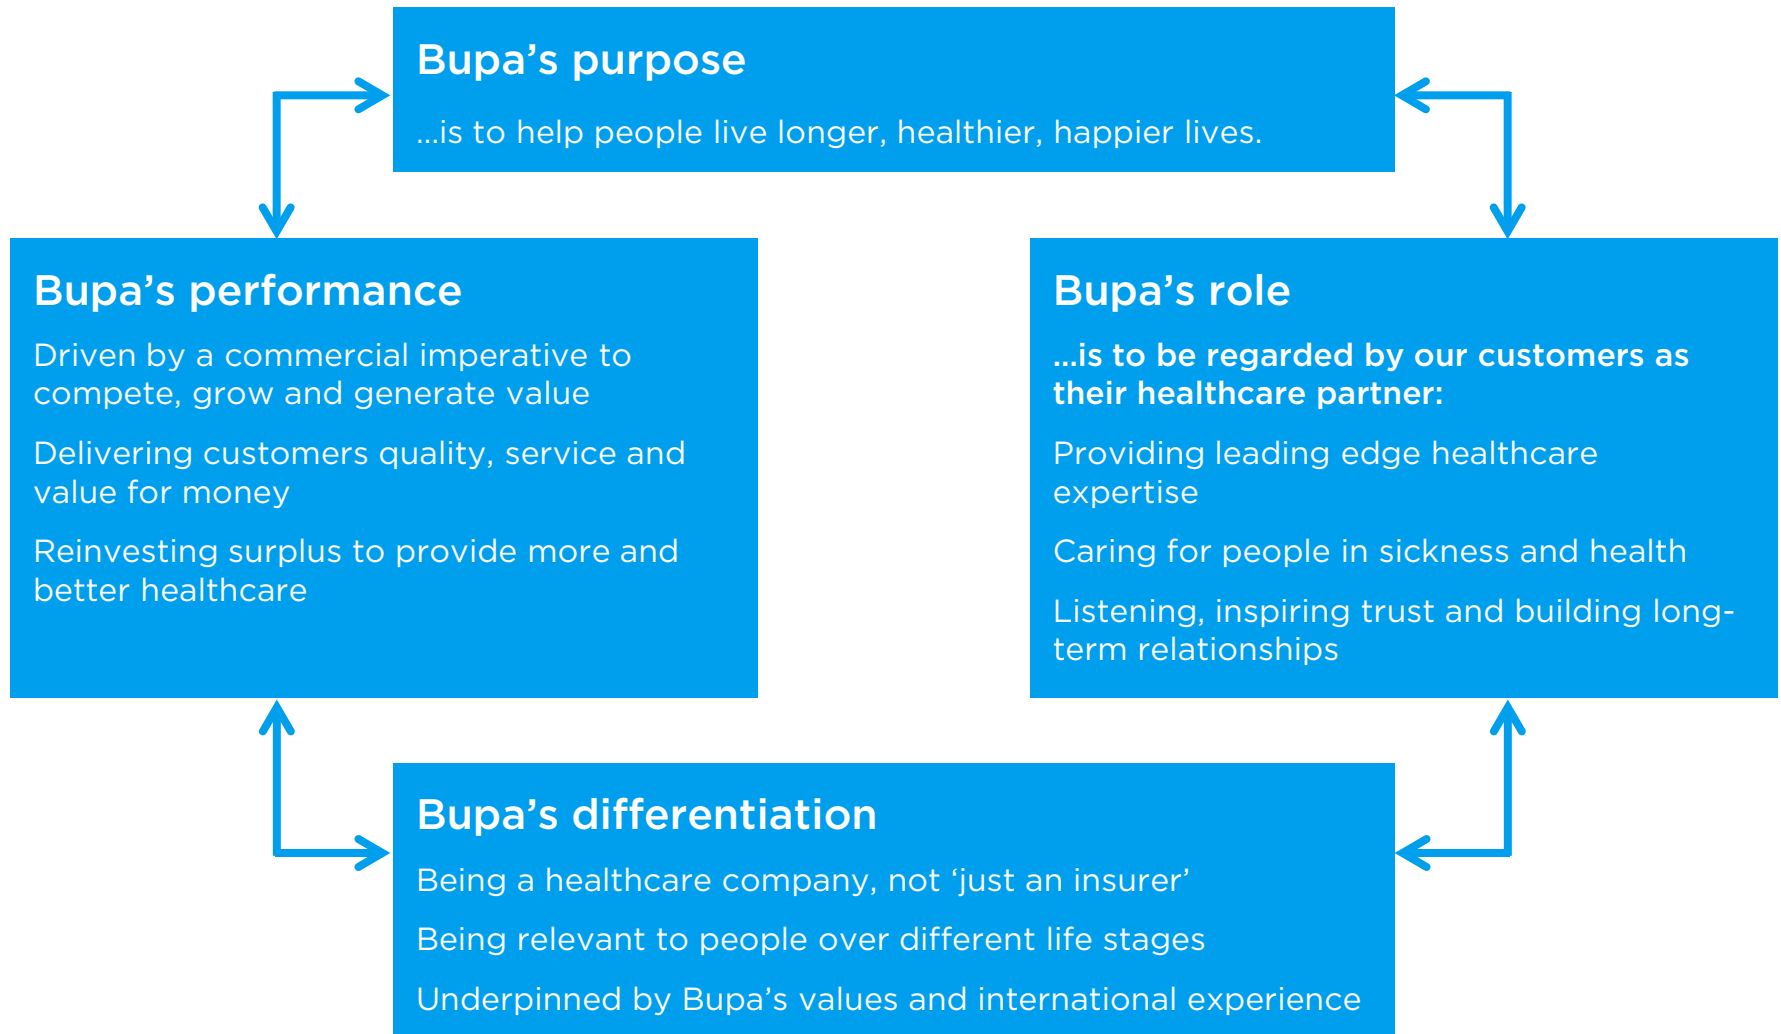 Bupa’s purpose
...is to help people live longer, healthier, happier lives.
Bupa’s performance
Driven by a commercial imperative to
compete, grow and generate value
Delivering customers quality, service and
value for money
Reinvesting surplus to provide more and
better healthcare
Bupa’s role
...is to be regarded by our customers as
their healthcare partner:
Providing leading edge healthcare
expertise
Caring for people in sickness and health
Listening, inspiring trust and building long-
term relationships
Bupa’s differentiation
Being a healthcare company, not ‘just an insurer’
Being relevant to people over different life stages
Underpinned by Bupa’s values and international experience